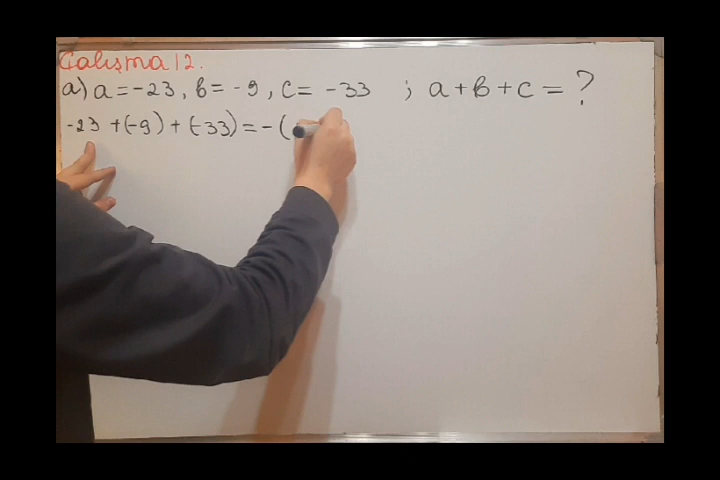 Çalışma 12.
a) a = -23, b = -9, c = -33 ; a+b+c = ?
-23 + (-9) + (-33) = - (